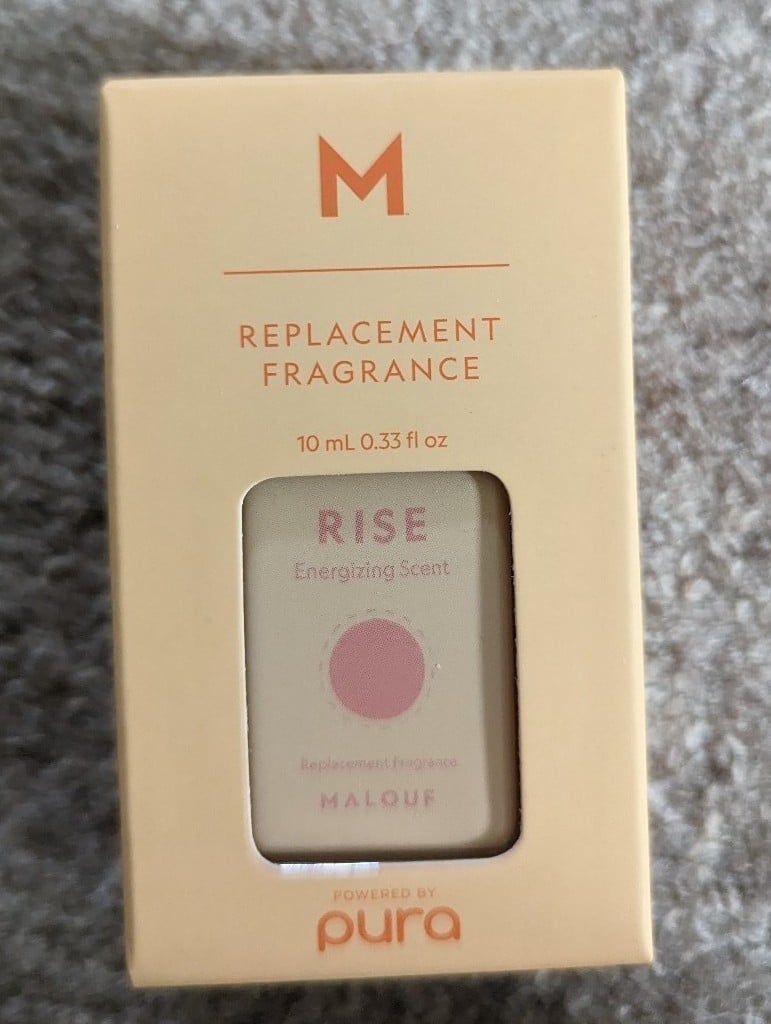 M
REPLACEMENT
FRAGRANCE
10 mL 0.33 fl oz
RISE
Energizing Scent
Replacement Fragrance
MALOUF
POWERED BY
pura